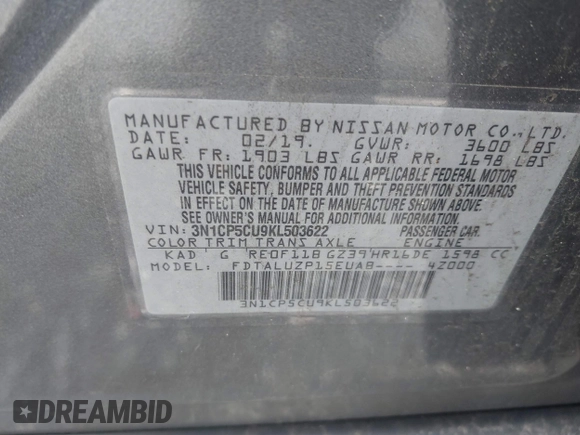 MANUFACTURED BY NISSAN MOTOR CO., LTD.
DATE: 02/19. GVWR: 3600 LBS
GAWR FR: 1903 LBS GAWR RR: 1698 LBS
THIS VEHICLE CONFORMS TO ALL APPLICABLE FEDERAL MOTOR
VEHICLE SAFETY, BUMPER AND THEFT PREVENTION STANDARDS
IN EFFECT ON THE DATE OF MANUFACTURE SHOWN ABOVE.
SEE OWNER'S MANUAL FOR ADDITIONAL INFORMATION.
VIN: 3N1CP5CU9KL503622 PASSENGER CAR.
COLOR TRIM TRANS AXLE ENGINE
KAD G RE0F11B GZ39 HR16DE 1598 CC
MODEL: FDTALUZP15EUAB---- 4Z000
3N1CP5CU9KL503622
DREAMBID